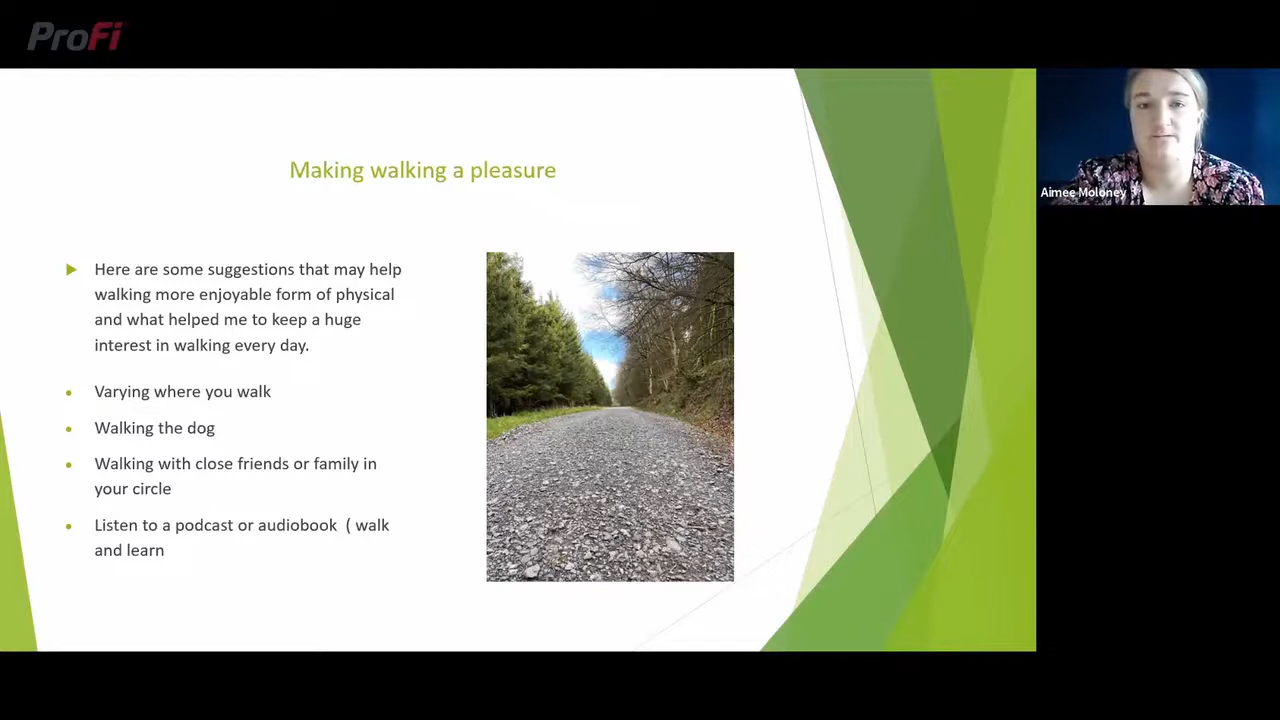 ProFi
Making walking a pleasure
Here are some suggestions that may help
walking more enjoyable form of physical
and what helped me to keep a huge
interest in walking every day.
Varying where you walk
Walking the dog
Walking with close friends or family in
your circle
Listen to a podcast or audiobook  ( walk
and learn
Aimee Moloney